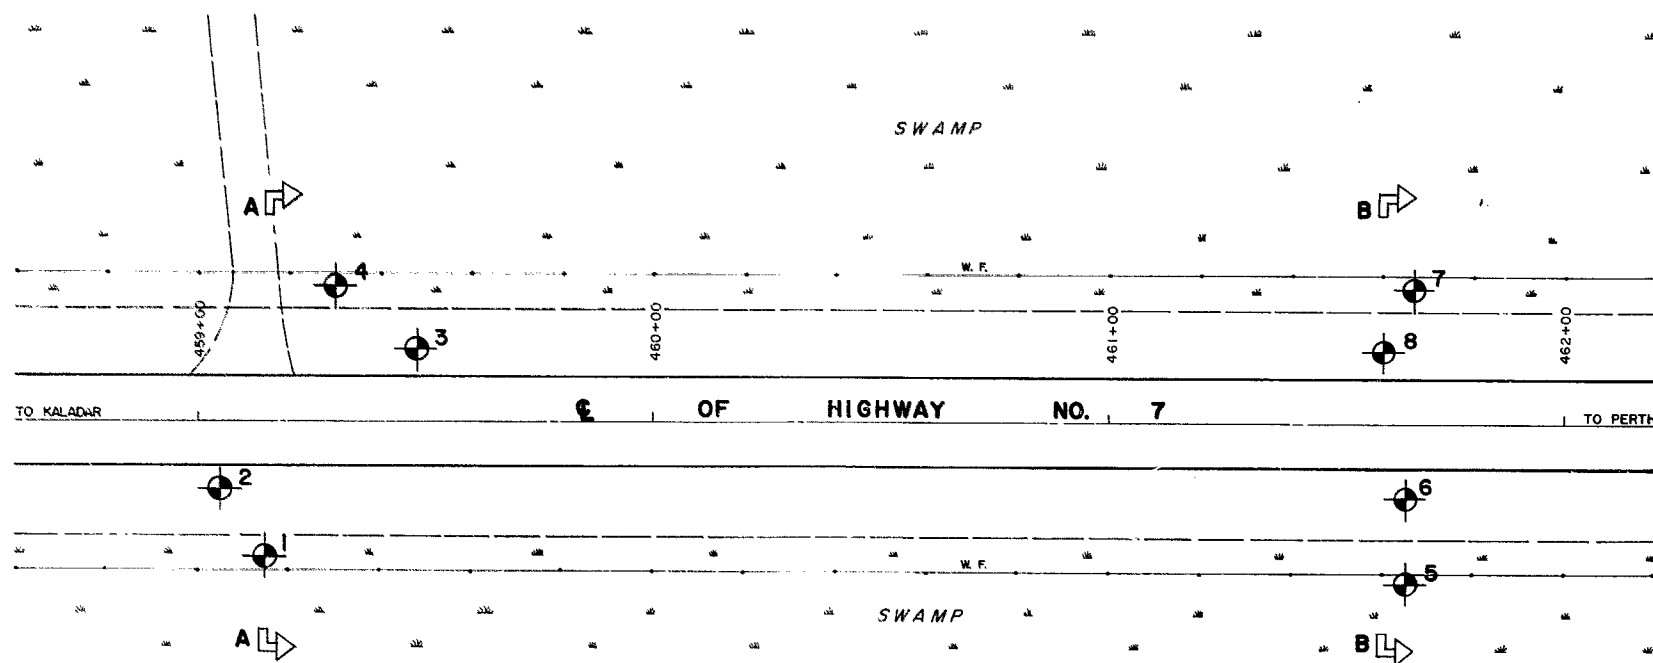 SWAMP
A
B
4
W. F.
7
459+00
460+00
461+00
462+00
3
8
TO KALADAR
℄ OF HIGHWAY NO. 7
TO PERTH
2
6
1
W. F.
5
SWAMP
A
B